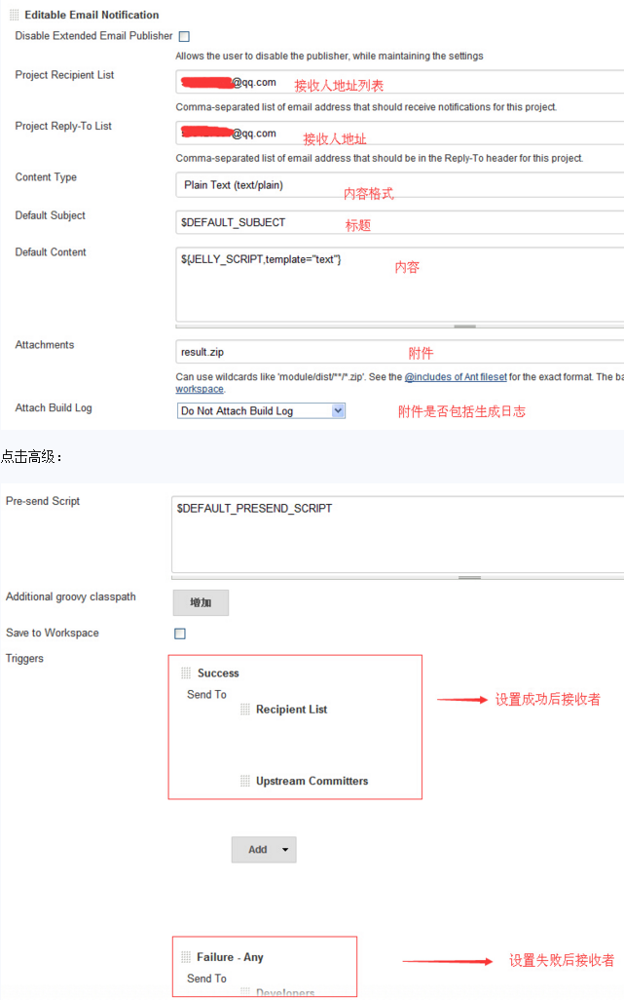 Editable Email Notification
Disable Extended Email Publisher
Allows the user to disable the publisher, while maintaining the settings
Project Recipient List
@qq.com 接收人地址列表
Comma-separated list of email address that should receive notifications for this project.
Project Reply-To List
@qq.com 接收人地址
Comma-separated list of email address that should be in the Reply-To header for this project.
Content Type
Plain Text (text/plain) 内容格式
Default Subject
$DEFAULT_SUBJECT 标题
Default Content
${JELLY_SCRIPT,template="text"} 内容
Attachments
result.zip 附件
Can use wildcards like 'module/dist/**/*.zip'. See the @includes of Ant fileset for the exact format. The ba
workspace.
Attach Build Log
Do Not Attach Build Log 附件是否包括生成日志
点击高级：
Pre-send Script
$DEFAULT_PRESEND_SCRIPT
Additional groovy classpath
增加
Save to Workspace
Triggers
Success
Send To
Recipient List
设置成功后接收者
Upstream Committers
Add
Failure - Any
设置失败后接收者
Send To
Developers